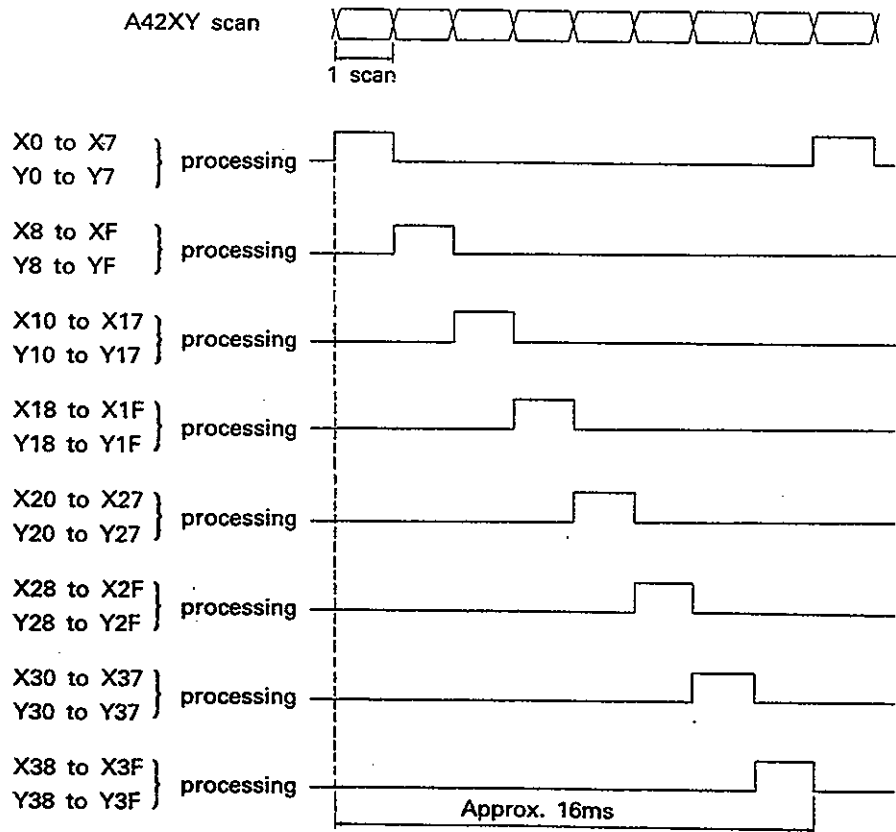 A42XY scan
1 scan
X0 to X7
Y0 to Y7
processing
X8 to XF
Y8 to YF
processing
X10 to X17
Y10 to Y17
processing
X18 to X1F
Y18 to Y1F
processing
X20 to X27
Y20 to Y27
processing
X28 to X2F
Y28 to Y2F
processing
X30 to X37
Y30 to Y37
processing
X38 to X3F
Y38 to Y3F
processing
Approx. 16ms